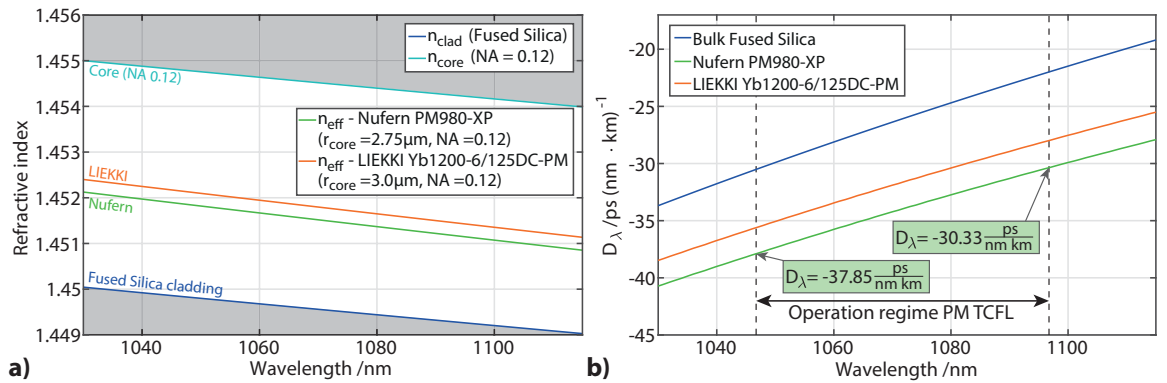 Refractive index
1.455
1.454
1.453
1.452
1.451
1.45
1.449
n_clad (Fused Silica)
n_core (NA = 0.12)
Core (NA 0.12)
n_eff - Nufern PM980-XP
(r_core =2.75µm, NA =0.12)
n_eff - LIEKKI Yb1200-6/125DC-PM
(r_core =3.0µm, NA =0.12)
LIEKKI
Nufern
Fused Silica cladding
1040 1060 1080 1100
Wavelength /nm
a)
D_λ /ps (nm · km)⁻¹
-20
-25
-30
-35
-40
-45
Bulk Fused Silica
Nufern PM980-XP
LIEKKI Yb1200-6/125DC-PM
D_λ= -30.33 ps/nm km
D_λ= -37.85 ps/nm km
Operation regime PM TCFL
1040 1060 1080 1100
Wavelength /nm
b)